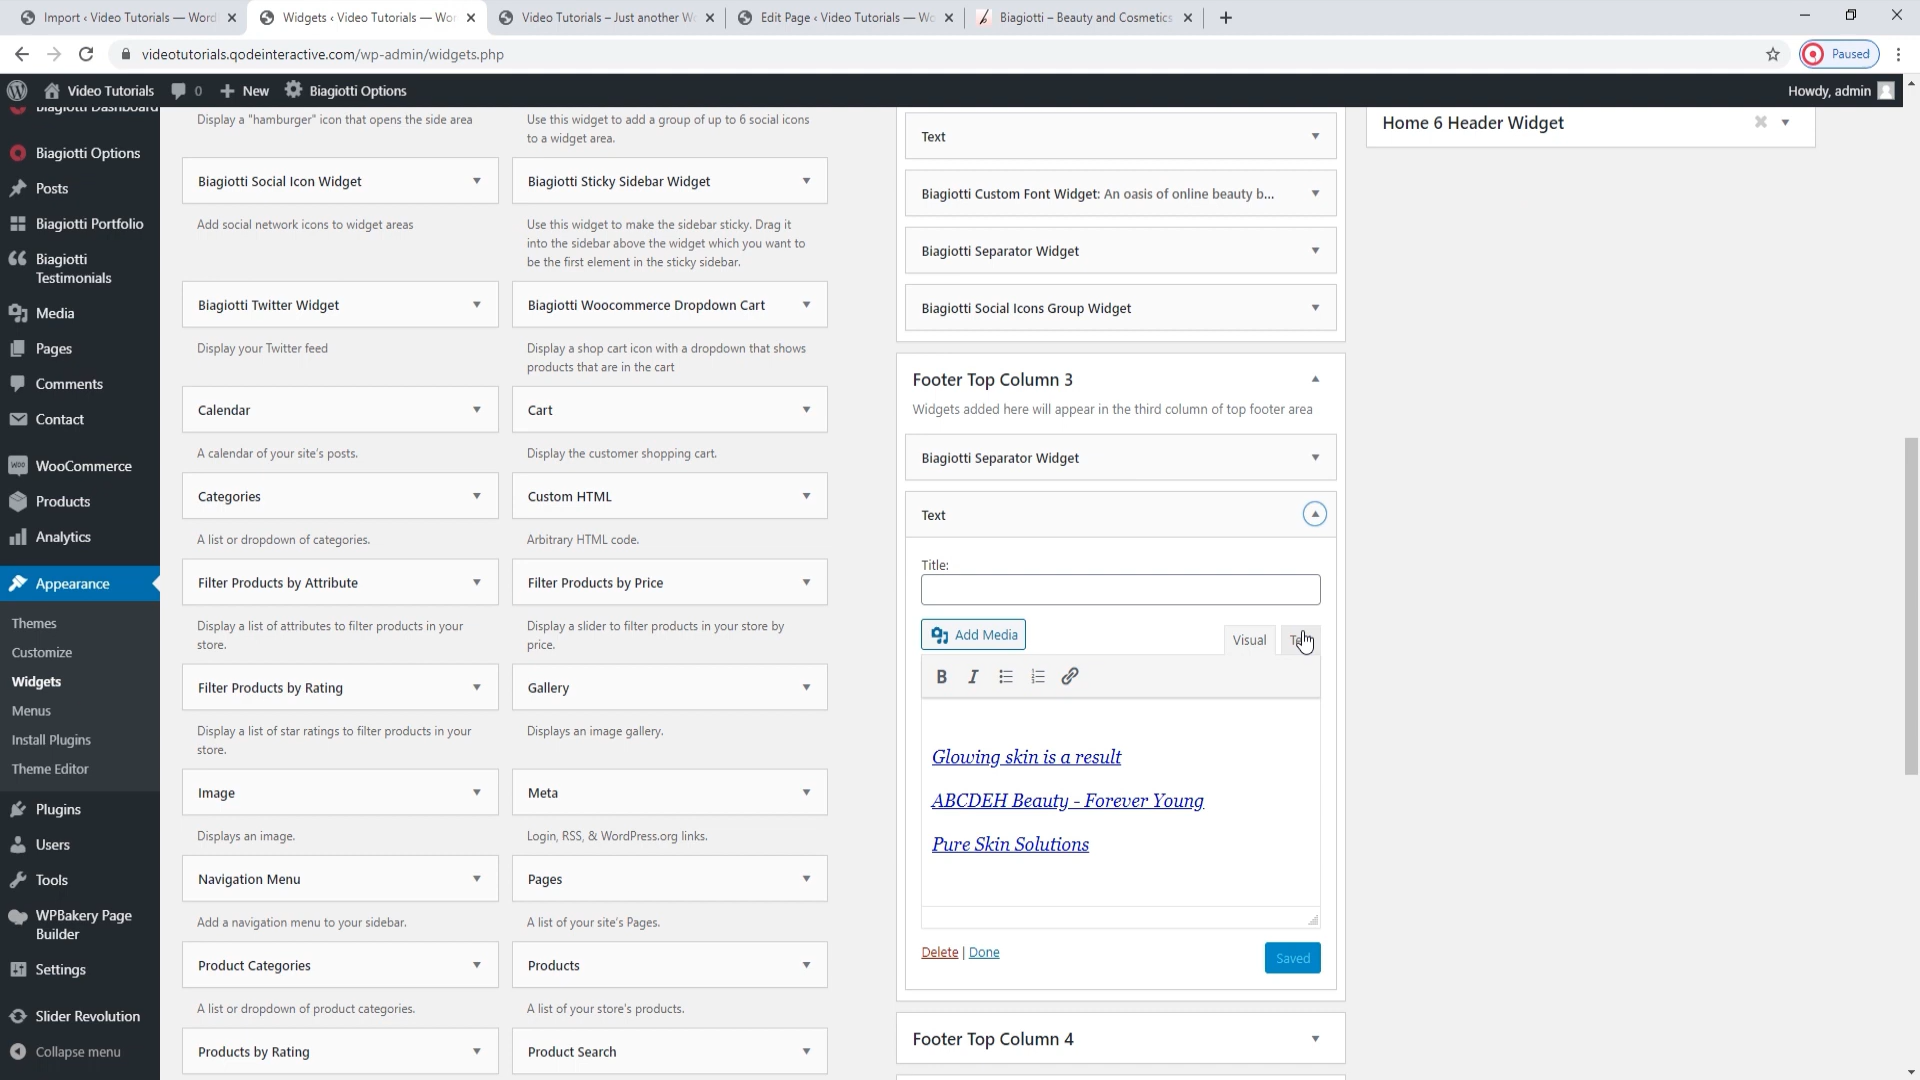 Import ‹ Video Tutorials — Word
Widgets ‹ Video Tutorials — Wor
Video Tutorials – Just another W
Edit Page ‹ Video Tutorials — Wo
Biagiotti – Beauty and Cosmetics
videotutorials.qodeinteractive.com/wp-admin/widgets.php
Paused
Video Tutorials
0
New
Biagiotti Options
Howdy, admin
Biagiotti Dashboard
Biagiotti Options
Posts
Biagiotti Portfolio
Biagiotti
Testimonials
Media
Pages
Comments
Contact
WooCommerce
Products
Analytics
Appearance
Themes
Customize
Widgets
Menus
Install Plugins
Theme Editor
Plugins
Users
Tools
WPBakery Page
Builder
Settings
Slider Revolution
Collapse menu
Display a "hamburger" icon that opens the side area
Use this widget to add a group of up to 6 social icons
to a widget area.
Biagiotti Social Icon Widget
Biagiotti Sticky Sidebar Widget
Add social network icons to widget areas
Use this widget to make the sidebar sticky. Drag it
into the sidebar above the widget which you want to
be the first element in the sticky sidebar.
Biagiotti Twitter Widget
Biagiotti Woocommerce Dropdown Cart
Display your Twitter feed
Display a shop cart icon with a dropdown that shows
products that are in the cart
Calendar
Cart
A calendar of your site's posts.
Display the customer shopping cart.
Categories
Custom HTML
A list or dropdown of categories.
Arbitrary HTML code.
Filter Products by Attribute
Filter Products by Price
Display a list of attributes to filter products in your
store.
Display a slider to filter products in your store by
price.
Filter Products by Rating
Gallery
Display a list of star ratings to filter products in your
store.
Displays an image gallery.
Image
Meta
Displays an image.
Login, RSS, & WordPress.org links.
Navigation Menu
Pages
Add a navigation menu to your sidebar.
A list of your site's Pages.
Product Categories
Products
A list or dropdown of product categories.
A list of your store's products.
Products by Rating
Product Search
Text
Biagiotti Custom Font Widget: An oasis of online beauty b...
Biagiotti Separator Widget
Biagiotti Social Icons Group Widget
Footer Top Column 3
Widgets added here will appear in the third column of top footer area
Biagiotti Separator Widget
Text
Title:
Add Media
Visual
B I
Glowing skin is a result
ABCDEH Beauty - Forever Young
Pure Skin Solutions
Delete | Done
Saved
Footer Top Column 4
Home 6 Header Widget